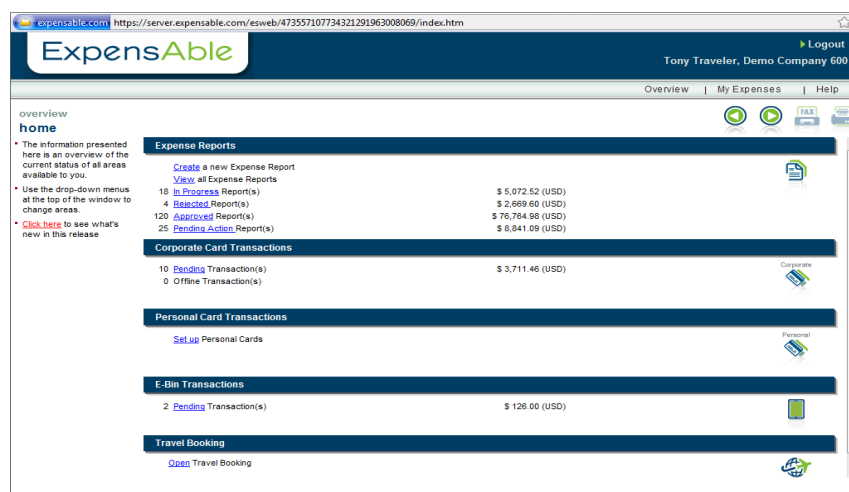 expensable.com https://server.expensable.com/esweb/473557107734321291963008069/index.htm
ExpensAble
Logout
Tony Traveler, Demo Company 600
Overview | My Expenses | Help
overview
home
FAX
The information presented
here is an overview of the
current status of all areas
available to you.
Use the drop-down menus
at the top of the window to
change areas.
Click here to see what's
new in this release
Expense Reports
Create a new Expense Report
View all Expense Reports
18 In Progress Report(s) $ 5,072.52 (USD)
4 Rejected Report(s) $ 2,669.60 (USD)
120 Approved Report(s) $ 76,764.98 (USD)
25 Pending Action Report(s) $ 8,841.09 (USD)
Corporate Card Transactions
10 Pending Transaction(s) $ 3,711.46 (USD)
Corporate
0 Offline Transaction(s)
Personal Card Transactions
Set up Personal Cards
Personal
E-Bin Transactions
2 Pending Transaction(s) $ 126.00 (USD)
Travel Booking
Open Travel Booking